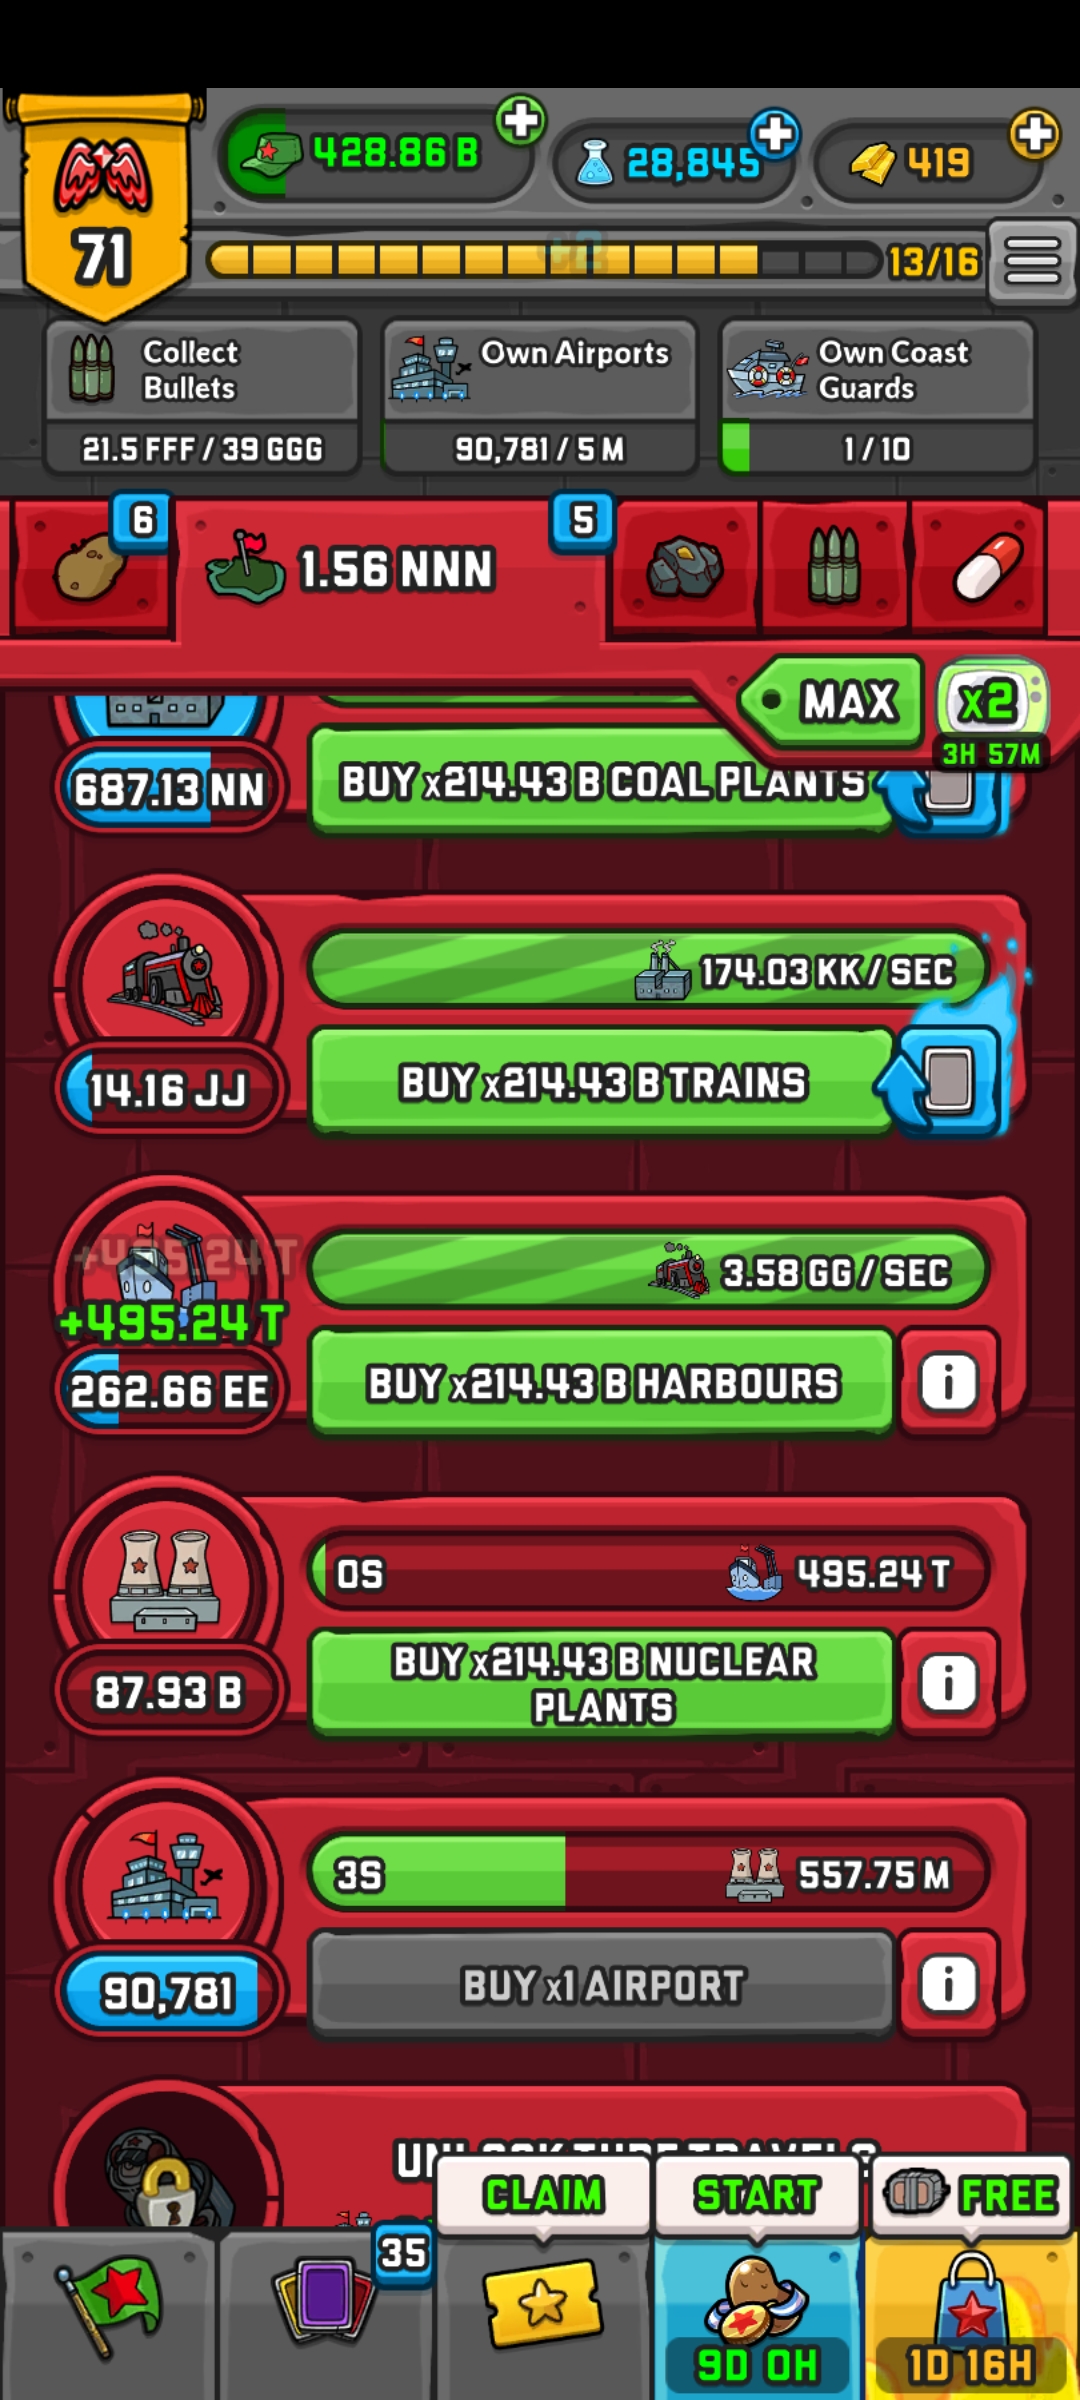 428.86 B
28,845
419
71
+2
13/16
Collect
Bullets
Own Airports
Own Coast
Guards
21.5 FFF / 39 GGG
90,781 / 5 M
1 / 10
6
1.56 NNN
5
MAX
x2
3H 57M
687.13 NN
BUY x214.43 B COAL PLANTS
174.03 KK / SEC
14.16 JJ
BUY x214.43 B TRAINS
+495.24 T
3.58 GG / SEC
+495.24 T
262.66 EE
BUY x214.43 B HARBOURS
i
0S
495.24 T
87.93 B
BUY x214.43 B NUCLEAR
PLANTS
i
3S
557.75 M
90,781
BUY x1 AIRPORT
i
CLAIM
START
FREE
35
9D 0H
1D 16H